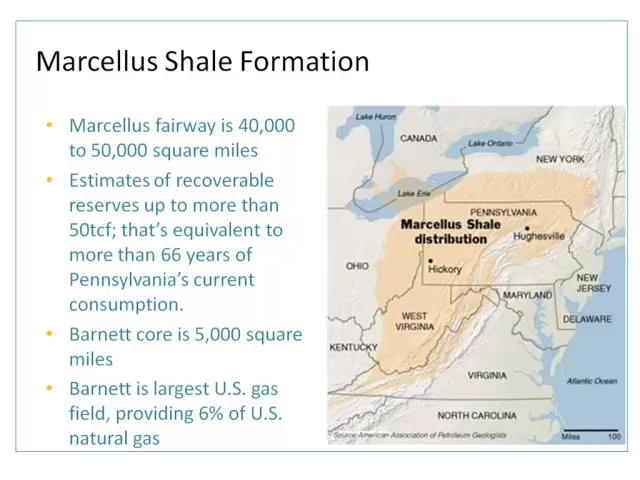 Marcellus Shale Formation
• Marcellus fairway is 40,000
to 50,000 square miles
• Estimates of recoverable
reserves up to more than
50tcf; that's equivalent to
more than 66 years of
Pennsylvania's current
consumption.
• Barnett core is 5,000 square
miles
• Barnett is largest U.S. gas
field, providing 6% of U.S.
natural gas
Lake Huron
CANADA
Lake Ontario
NEW YORK
Lake Erie
PENNSYLVANIA
Marcellus Shale
distribution
Hughesville
OHIO
Hickory
NEW
JERSEY
MARYLAND
WEST
VIRGINIA
DELAWARE
KENTUCKY
VIRGINIA
Atlantic Ocean
NORTH CAROLINA
Source:American Association of Petroleum Geologists
Miles 100